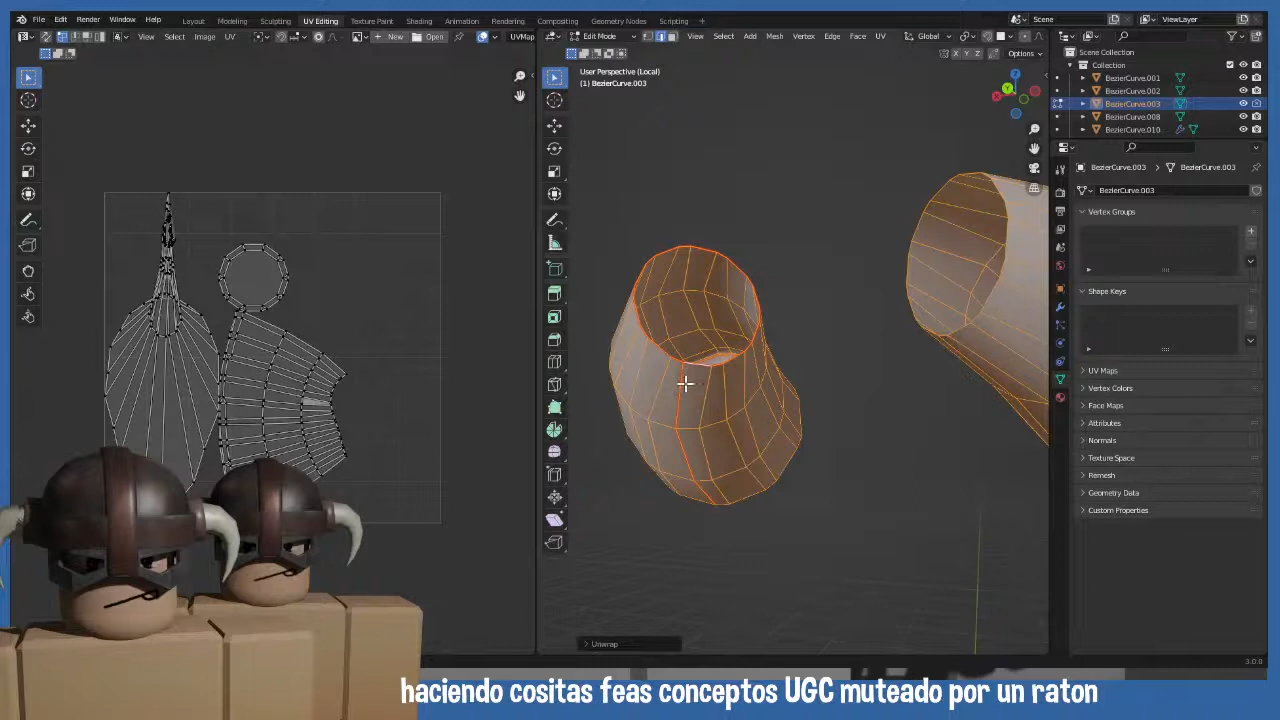 File Edit Render Window Help Layout Modeling Sculpting UV Editing Texture Paint Shading Animation Rendering Compositing Geometry Nodes Scripting + Scene ViewLayer
View Select Image UV New Open UVMap Edit Mode View Select Add Mesh Vertex Edge Face UV Global
X Y Z Options
User Perspective (Local)
(1) BezierCurve.003
Scene Collection
Collection
BezierCurve.001
BezierCurve.002
BezierCurve.003
BezierCurve.008
BezierCurve.010
BezierCurve.003 > BezierCurve.003
BezierCurve.003
Vertex Groups
Shape Keys
UV Maps
Vertex Colors
Face Maps
Attributes
Normals
Texture Space
Remesh
Geometry Data
Custom Properties
> Unwrap
3.0.0
haciendo cositas feas conceptos UGC muteado por un raton